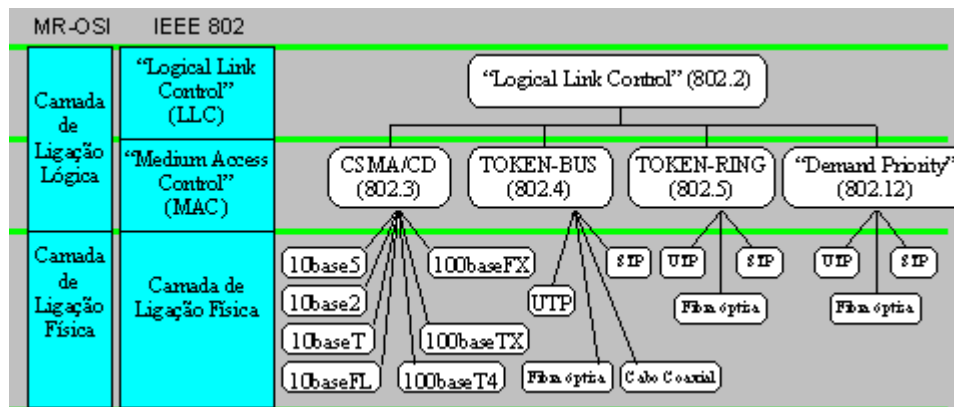 MR-OSI
IEEE 802
Camada
de
Ligação
Lógica
“Logical Link
Control”
(LLC)
“Medium Access
Control”
(MAC)
Camada
de
Ligação
Física
Camada de
Ligação Física
“Logical Link Control” (802.2)
CSMA/CD
(802.3)
TOKEN-BUS
(802.4)
TOKEN-RING
(802.5)
“Demand Priority”
(802.12)
10base5
10base2
10baseT
10baseFL
100baseFX
100baseTX
100baseT4
UTP
Fibra óptica
Cabo Coaxial
STP
UTP
Fibra óptica
STP
UTP
Fibra óptica
STP